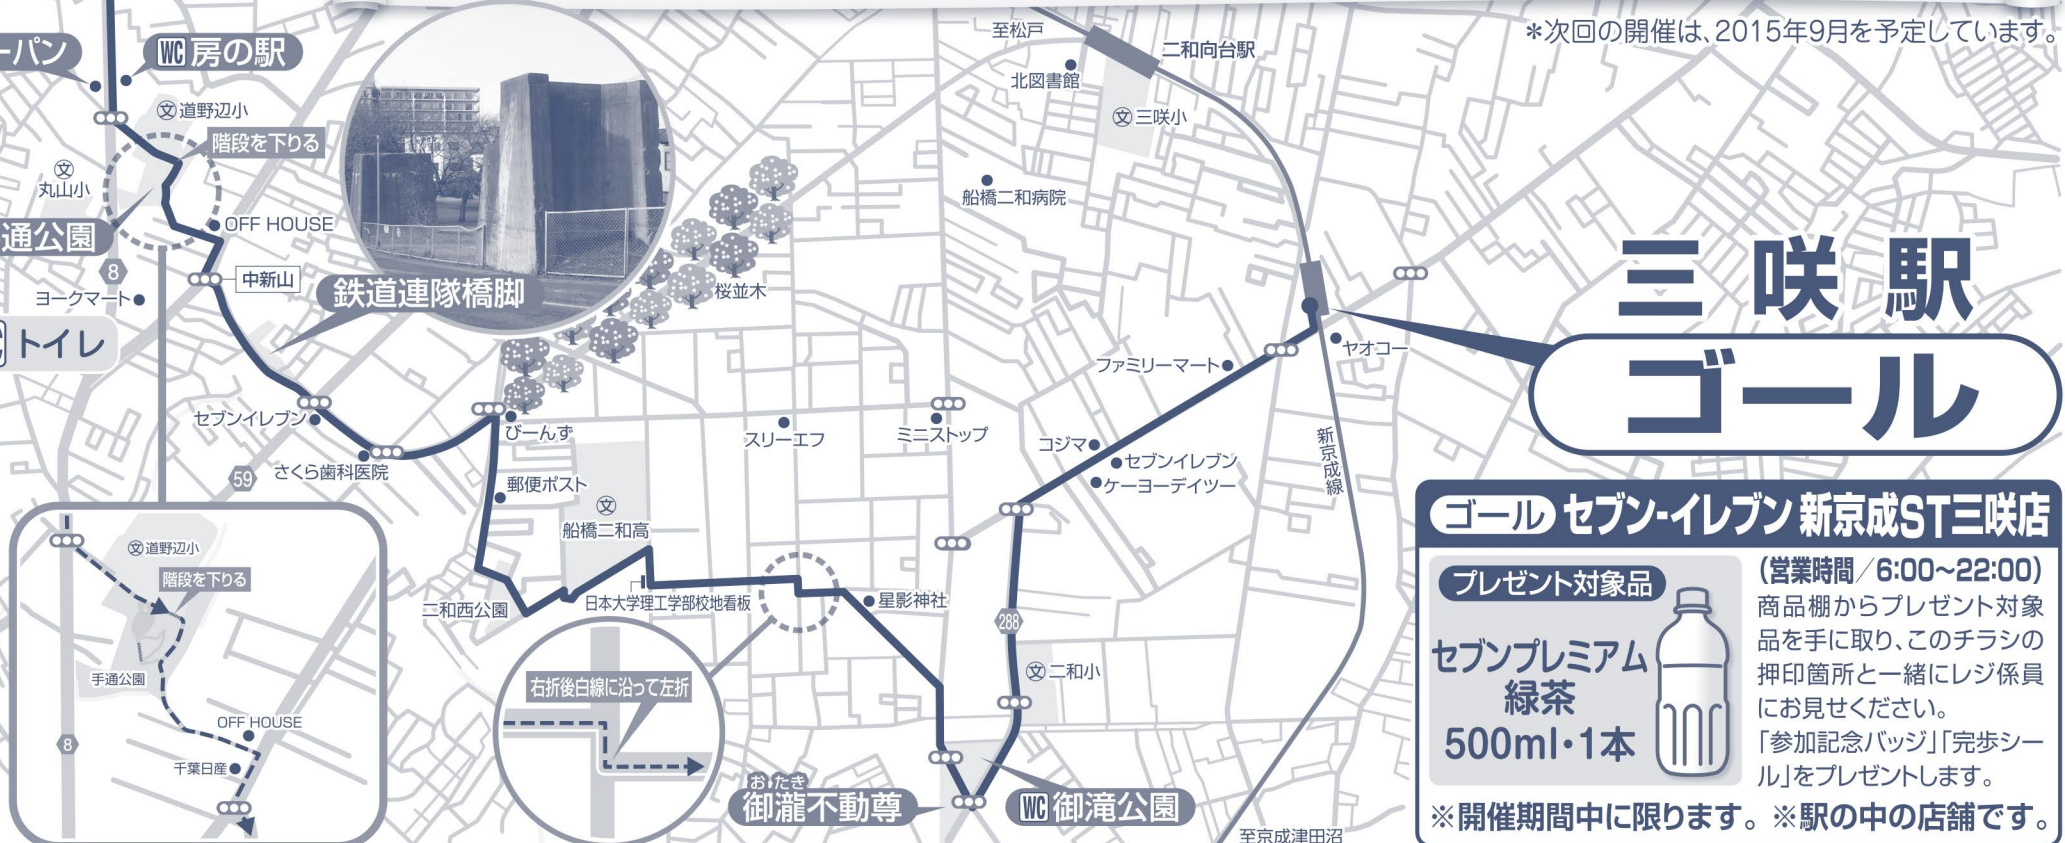 *次回の開催は、2015年9月を予定しています。
至松戸
二和向台駅
北図書館
文 三咲小
船橋二和病院
ーパン
WC 房の駅
文 道野辺小
階段を下りる
文
丸山小
OFF HOUSE
通公園
8
中新山
ヨークマート
鉄道連隊橋脚
桜並木
トイレ
セブンイレブン
さくら歯科医院
59
びーんず
スリーエフ
ミニストップ
ファミリーマート
ヤオコー
コジマ
セブンイレブン
ケーヨーデイツー
新京成線
三咲駅
ゴール
郵便ポスト
文
船橋二和高
二和西公園
日本大学理工学部校地看板
星影神社
288
文 二和小
右折後白線に沿って左折
おたき
御瀧不動尊
WC 御滝公園
至京成津田沼
文 道野辺小
階段を下りる
手通公園
OFF HOUSE
8
千葉日産
ゴール セブン-イレブン 新京成ST三咲店
プレゼント対象品
セブンプレミアム
緑茶
500ml・1本
(営業時間/6:00~22:00)
商品棚からプレゼント対象
品を手に取り、このチラシの
押印箇所と一緒にレジ係員
にお見せください。
「参加記念バッジ」「完歩シー
ル」をプレゼントします。
※開催期間中に限ります。※駅の中の店舗です。